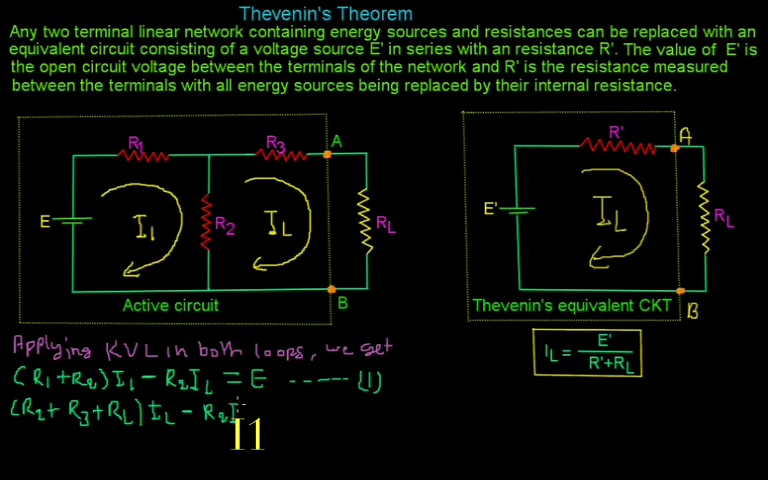 Thevenin's Theorem
Any two terminal linear network containing energy sources and resistances can be replaced with an
equivalent circuit consisting of a voltage source E' in series with an resistance R'. The value of E' is
the open circuit voltage between the terminals of the network and R' is the resistance measured
between the terminals with all energy sources being replaced by their internal resistance.
R1 R3 A
E I1 R2 IL RL
B
Active circuit
R' A
E' IL RL
Thevenin's equivalent CKT B
IL = E' / R'+RL
Applying KVL in both loops, we get
(R1+R2)I1 - R2IL = E ------ (1)
(R2+R3+RL)IL - R2I
I1